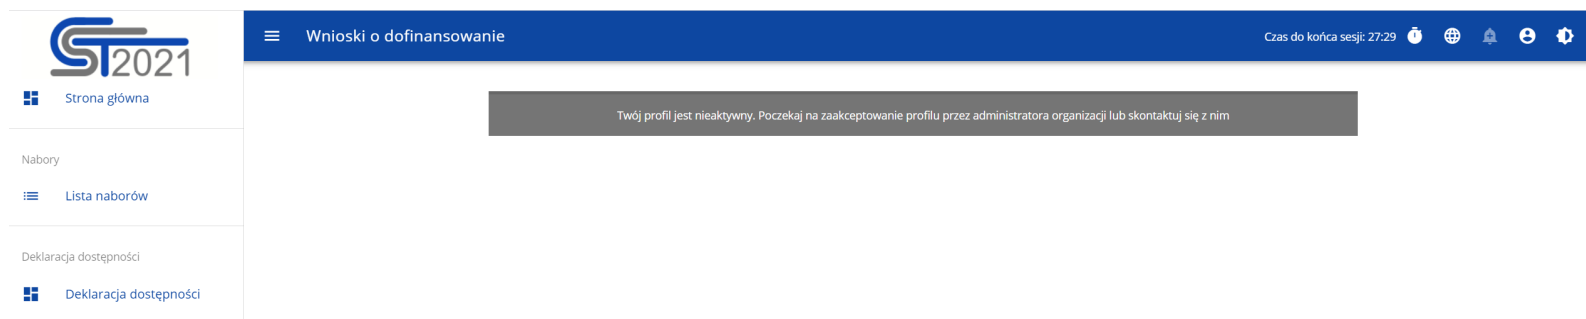 CST2021
Wnioski o dofinansowanie
Czas do końca sesji: 27:29
Strona główna
Twój profil jest nieaktywny. Poczekaj na zaakceptowanie profilu przez administratora organizacji lub skontaktuj się z nim
Nabory
Lista naborów
Deklaracja dostępności
Deklaracja dostępności